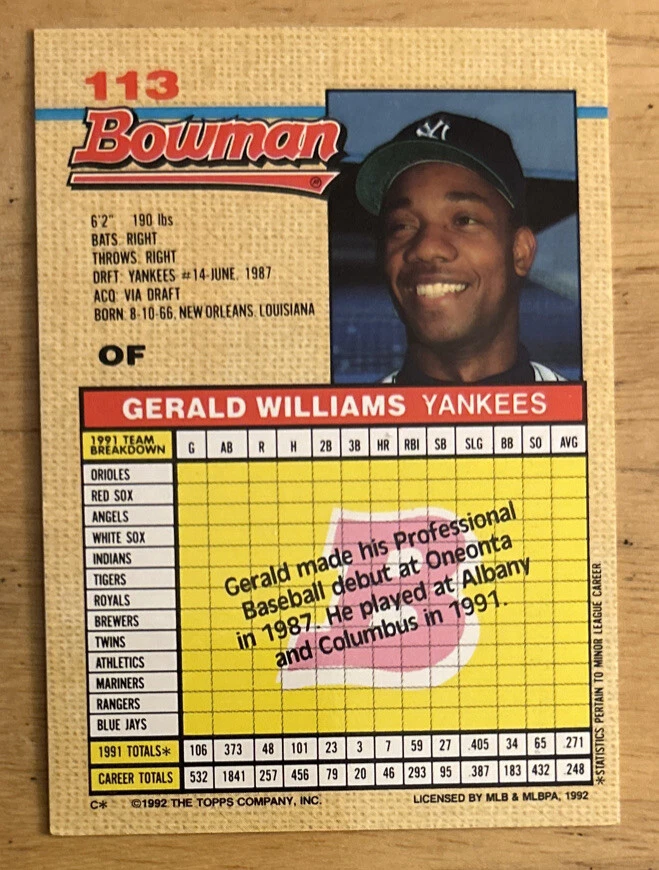 113
Bowman
NY
6'2" 190 lbs
BATS: RIGHT
THROWS: RIGHT
DRFT: YANKEES #14-JUNE, 1987
ACQ: VIA DRAFT
BORN: 8-10-66, NEW ORLEANS, LOUISIANA
OF
GERALD WILLIAMS YANKEES
1991 TEAM BREAKDOWN G AB R H 2B 3B HR RBI SB SLG BB SO AVG
ORIOLES
RED SOX
ANGELS
WHITE SOX
INDIANS
TIGERS
ROYALS
BREWERS
TWINS
ATHLETICS
MARINERS
RANGERS
BLUE JAYS
B
Gerald made his Professional
Baseball debut at Oneonta
in 1987. He played at Albany
and Columbus in 1991.
1991 TOTALS* 106 373 48 101 23 3 7 59 27 .405 34 65 .271
CAREER TOTALS 532 1841 257 456 79 20 46 293 95 .387 183 432 .248
*STATISTICS PERTAIN TO MINOR LEAGUE CAREER
C* ©1992 THE TOPPS COMPANY, INC. LICENSED BY MLB & MLBPA, 1992